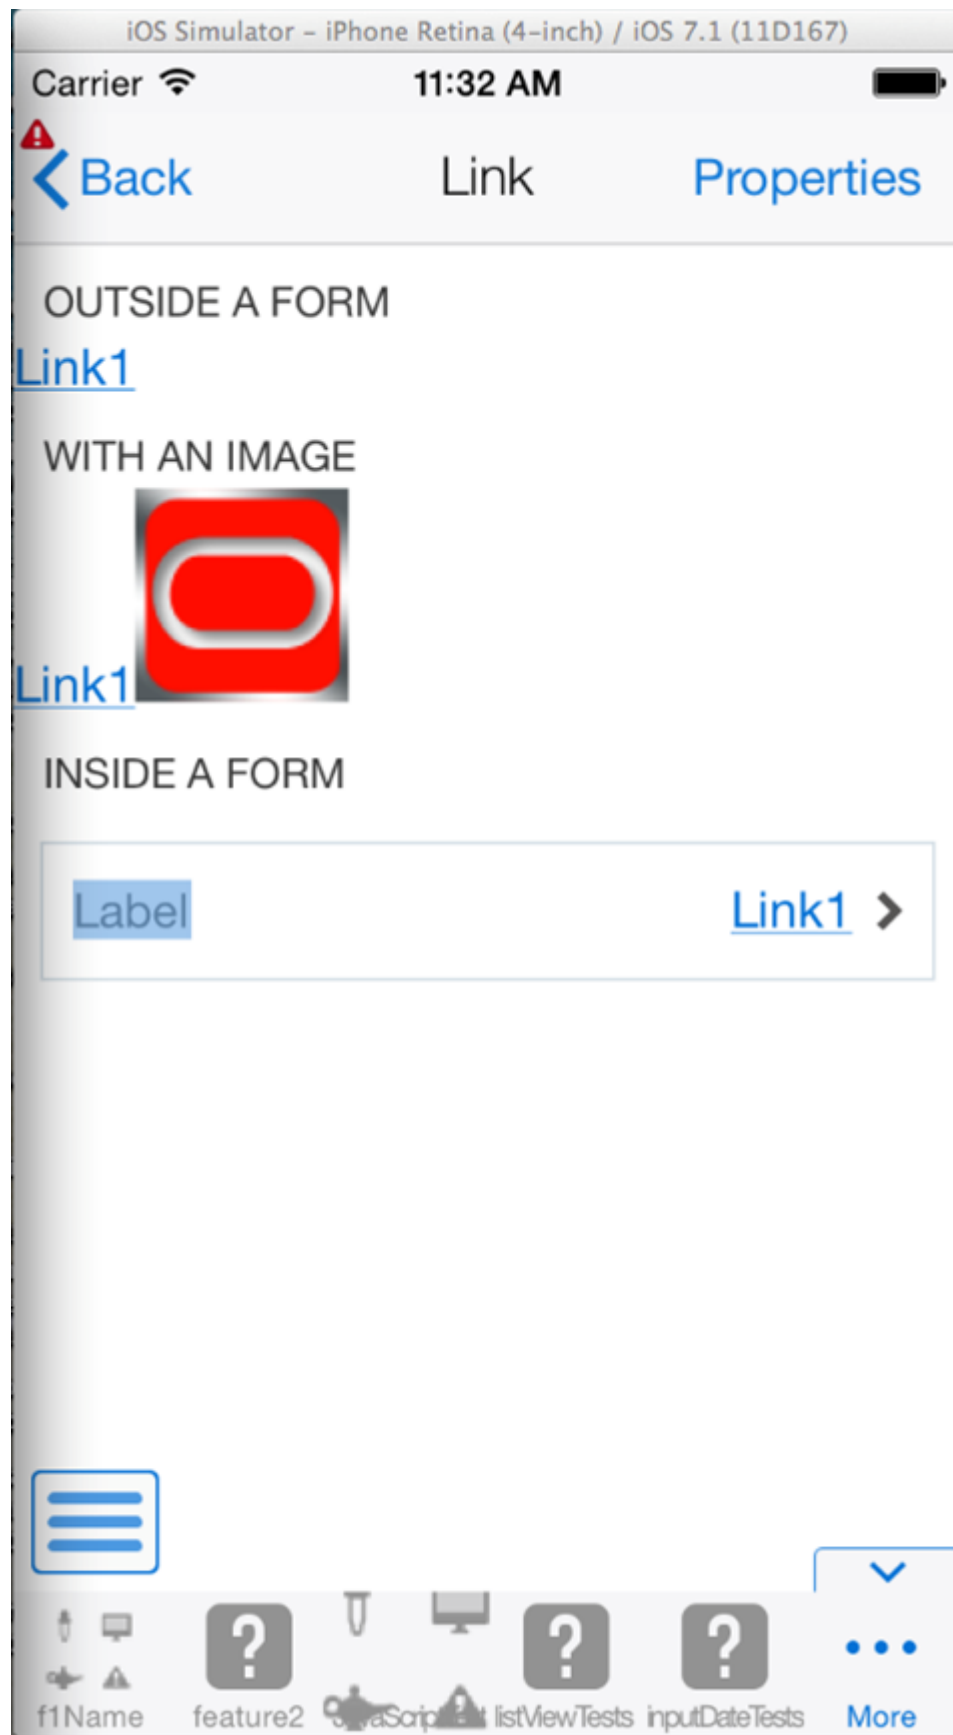 iOS Simulator – iPhone Retina (4-inch) / iOS 7.1 (11D167)
Carrier 11:32 AM
Back Link Properties
OUTSIDE A FORM
Link1
WITH AN IMAGE
Link1
INSIDE A FORM
Label Link1
f1Name feature2 listViewTests inputDateTests More